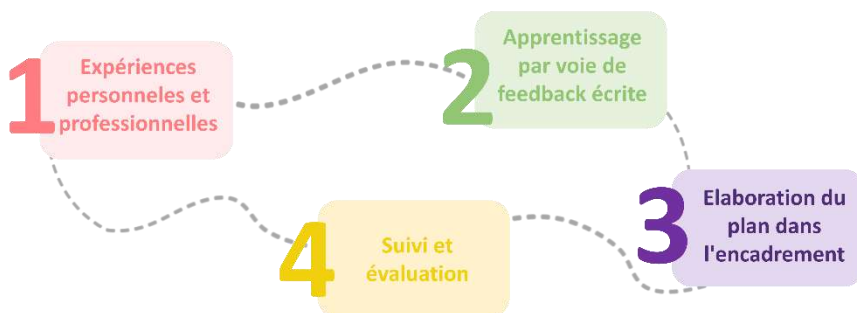 1
Expériences
personneles et
professionnelles
2
Apprentissage
par voie de
feedback écrite
3
Elaboration du
plan dans
l'encadrement
4
Suivi et
évaluation